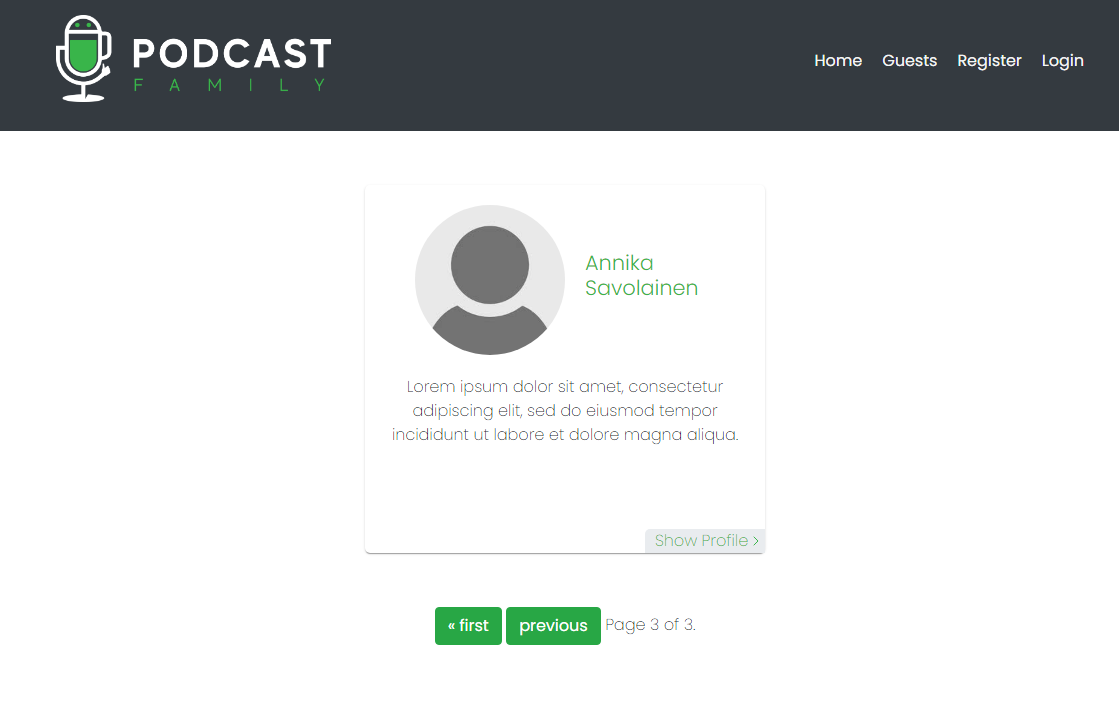 PODCAST
FAMILY
Home Guests Register Login
Annika
Savolainen
Lorem ipsum dolor sit amet, consectetur
adipiscing elit, sed do eiusmod tempor
incididunt ut labore et dolore magna aliqua.
Show Profile >
« first previous Page 3 of 3.